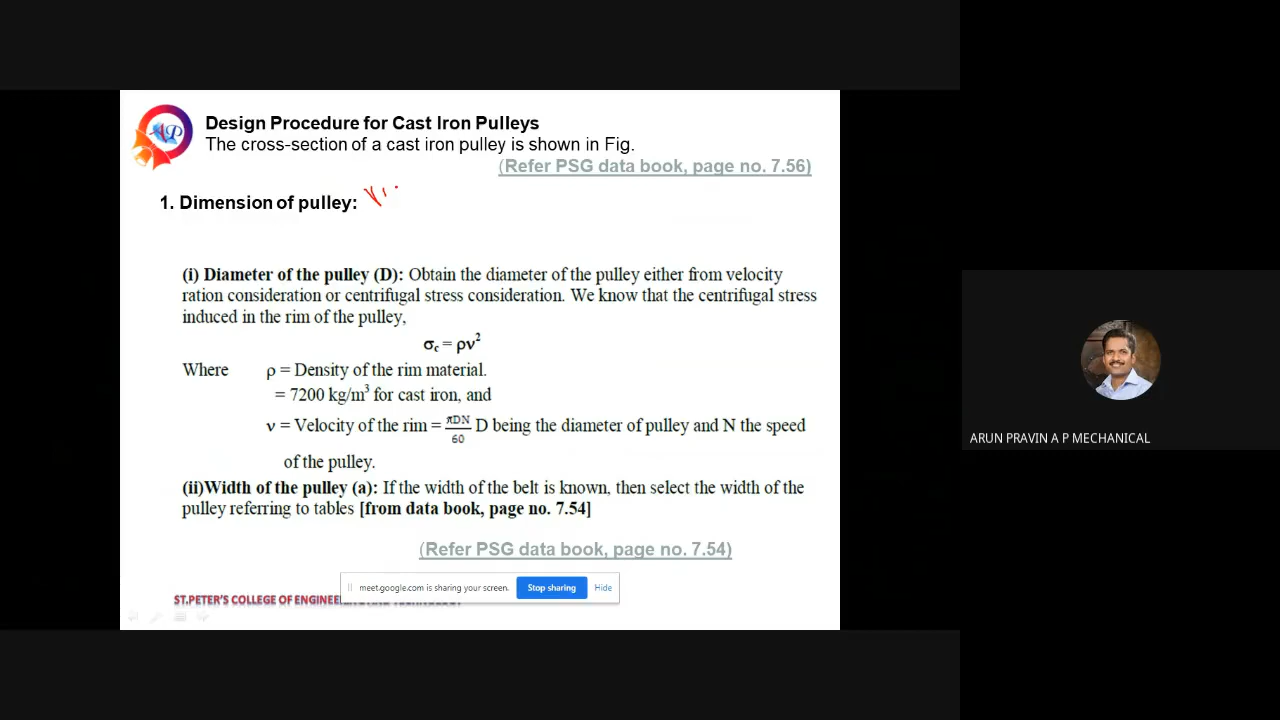 AP
Design Procedure for Cast Iron Pulleys
The cross-section of a cast iron pulley is shown in Fig.
(Refer PSG data book, page no. 7.56)
1. Dimension of pulley:
(i) Diameter of the pulley (D): Obtain the diameter of the pulley either from velocity
ration consideration or centrifugal stress consideration. We know that the centrifugal stress
induced in the rim of the pulley,
σc = ρv²
Where ρ = Density of the rim material.
= 7200 kg/m³ for cast iron, and
v = Velocity of the rim = πDN/60 D being the diameter of pulley and N the speed
of the pulley.
(ii)Width of the pulley (a): If the width of the belt is known, then select the width of the
pulley referring to tables [from data book, page no. 7.54]
(Refer PSG data book, page no. 7.54)
meet.google.com is sharing your screen. Stop sharing Hide
ST.PETER'S COLLEGE OF ENGINEERING AND TECHNOLOGY
ARUN PRAVIN A P MECHANICAL